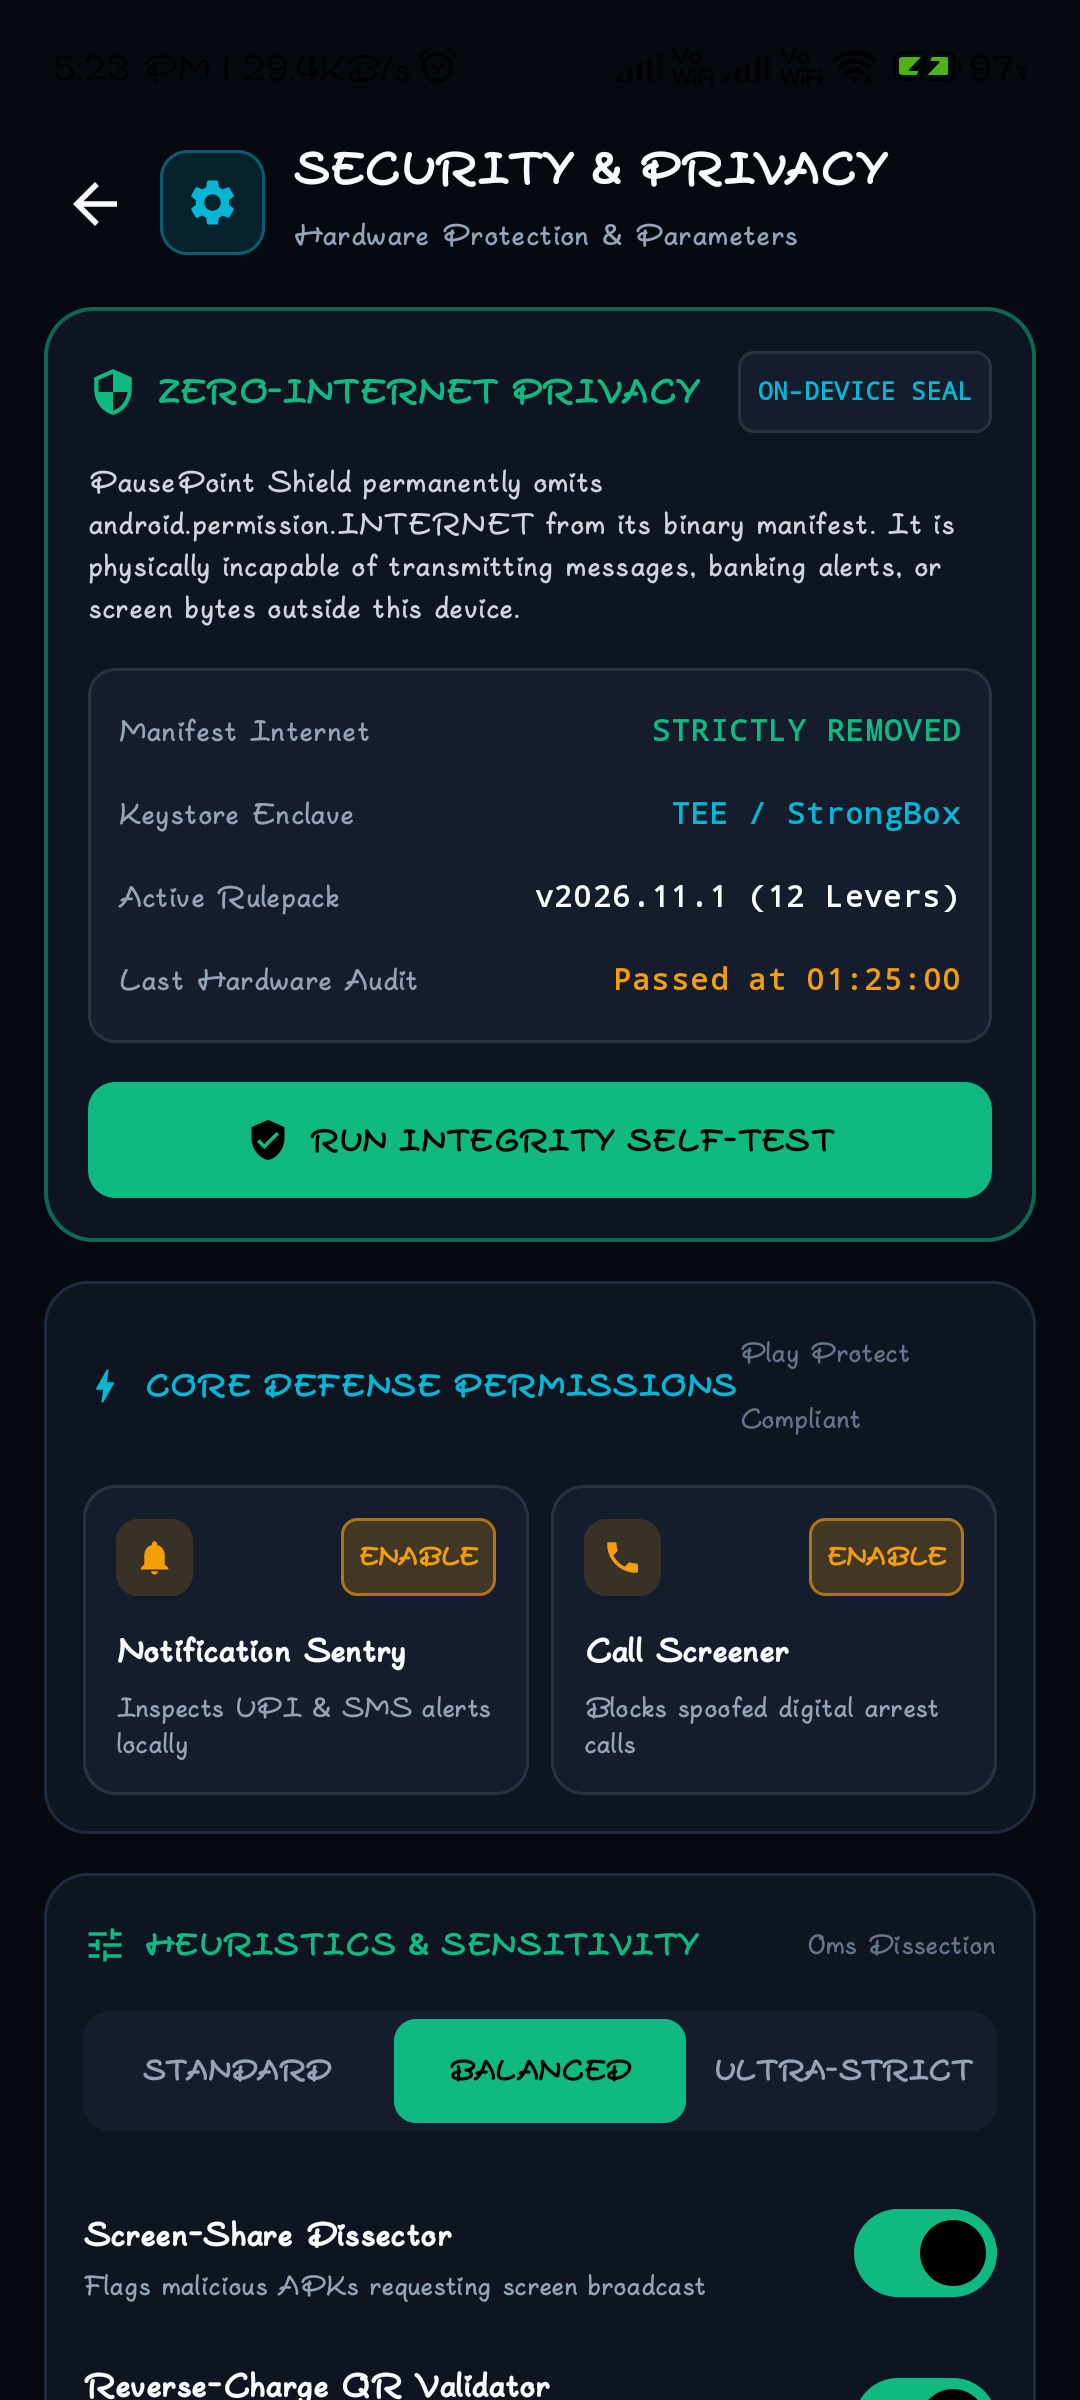 5:23 PM | 29.4KB/s
Vo WiFi Vo WiFi 97%
SECURITY & PRIVACY
Hardware Protection & Parameters
ZERO-INTERNET PRIVACY
ON-DEVICE SEAL
PausePoint Shield permanently omits
android.permission.INTERNET from its binary manifest. It is
physically incapable of transmitting messages, banking alerts, or
screen bytes outside this device.
Manifest Internet STRICTLY REMOVED
Keystore Enclave TEE / StrongBox
Active Rulepack v2026.11.1 (12 Levers)
Last Hardware Audit Passed at 01:25:00
RUN INTEGRITY SELF-TEST
CORE DEFENSE PERMISSIONS
Play Protect
Compliant
ENABLE
Notification Sentry
Inspects UPI & SMS alerts
locally
ENABLE
Call Screener
Blocks spoofed digital arrest
calls
HEURISTICS & SENSITIVITY
0ms Dissection
STANDARD BALANCED ULTRA-STRICT
Screen-Share Dissector
Flags malicious APKs requesting screen broadcast
Reverse-Charge QR Validator